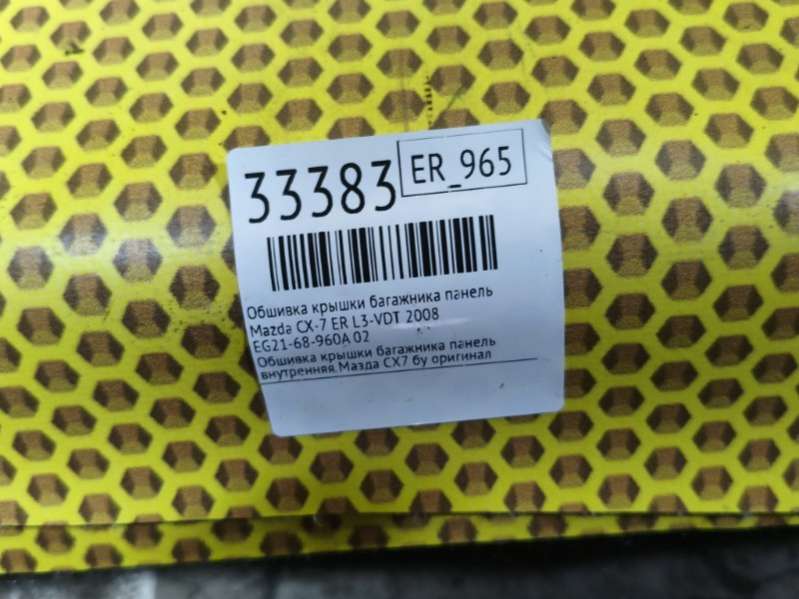 33383
ER_965
Обшивка крышки багажника панель
Mazda CX-7 ER L3-VDT 2008
EG21-68-960A 02
Обшивка крышки багажника панель
внутренняя.Мазда СХ7 бу оригинал